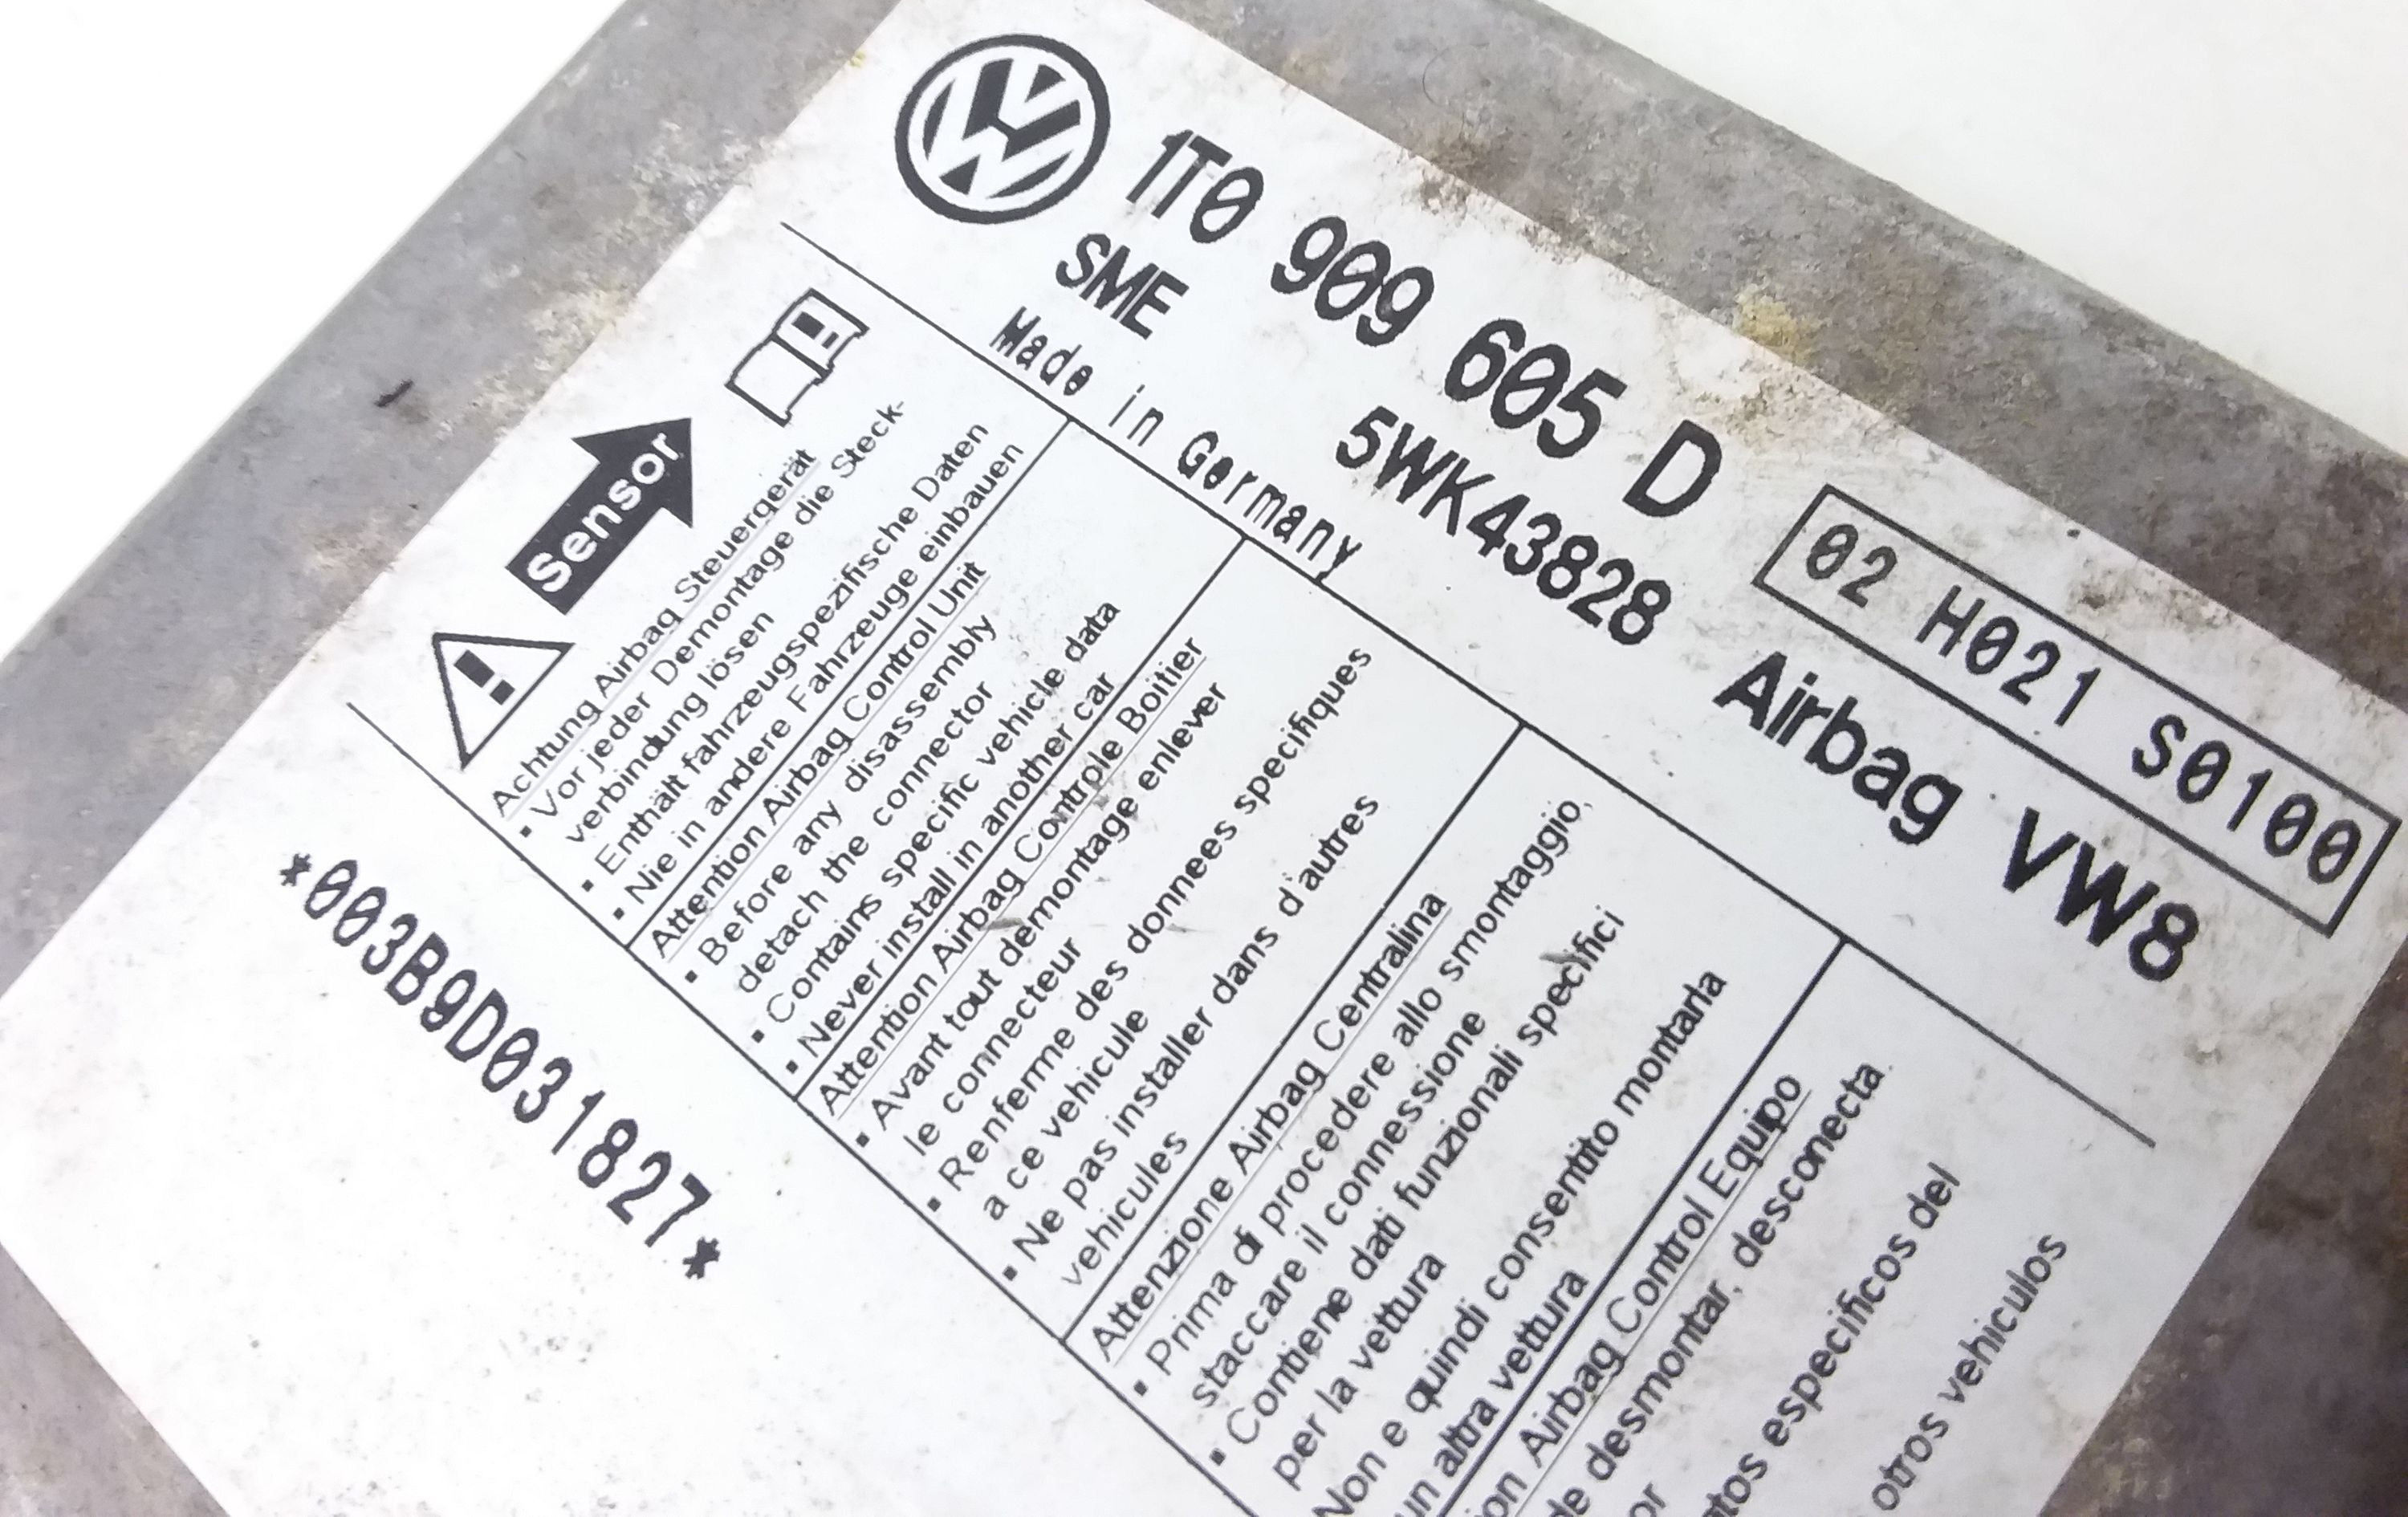 1T0 909 605 D
02 H021 S0100
SME
5WK43828
Airbag VW8
Made in Germany
Sensor
Achtung Airbag Steuergerät
▪ Vor jeder Demontage die Steck-
verbindung lösen
▪ Enthält fahrzeugspezifische Daten
▪ Nie in andere Fahrzeuge einbauen
Attention Airbag Control Unit
▪ Before any disassembly
detach the connector
▪ Contains specific vehicle data
▪ Never install in another car
Attention Airbag Controle Boitier
▪ Avant tout demontage enlever
le connecteur
▪ Renferme des donnees specifiques
a ce vehicule
▪ Ne pas installer dans d'autres
vehicules
Attenzione Airbag Centralina
▪ Prima di procedere allo smontaggio,
staccare il connessione
▪ Contiene dati funzionali specifici
per la vettura
Non e quindi consentito montarla
un altra vettura
Airbag Control Equipo
de desmontar, desconecta
especificos del
otros vehiculos
*003B9D031827*